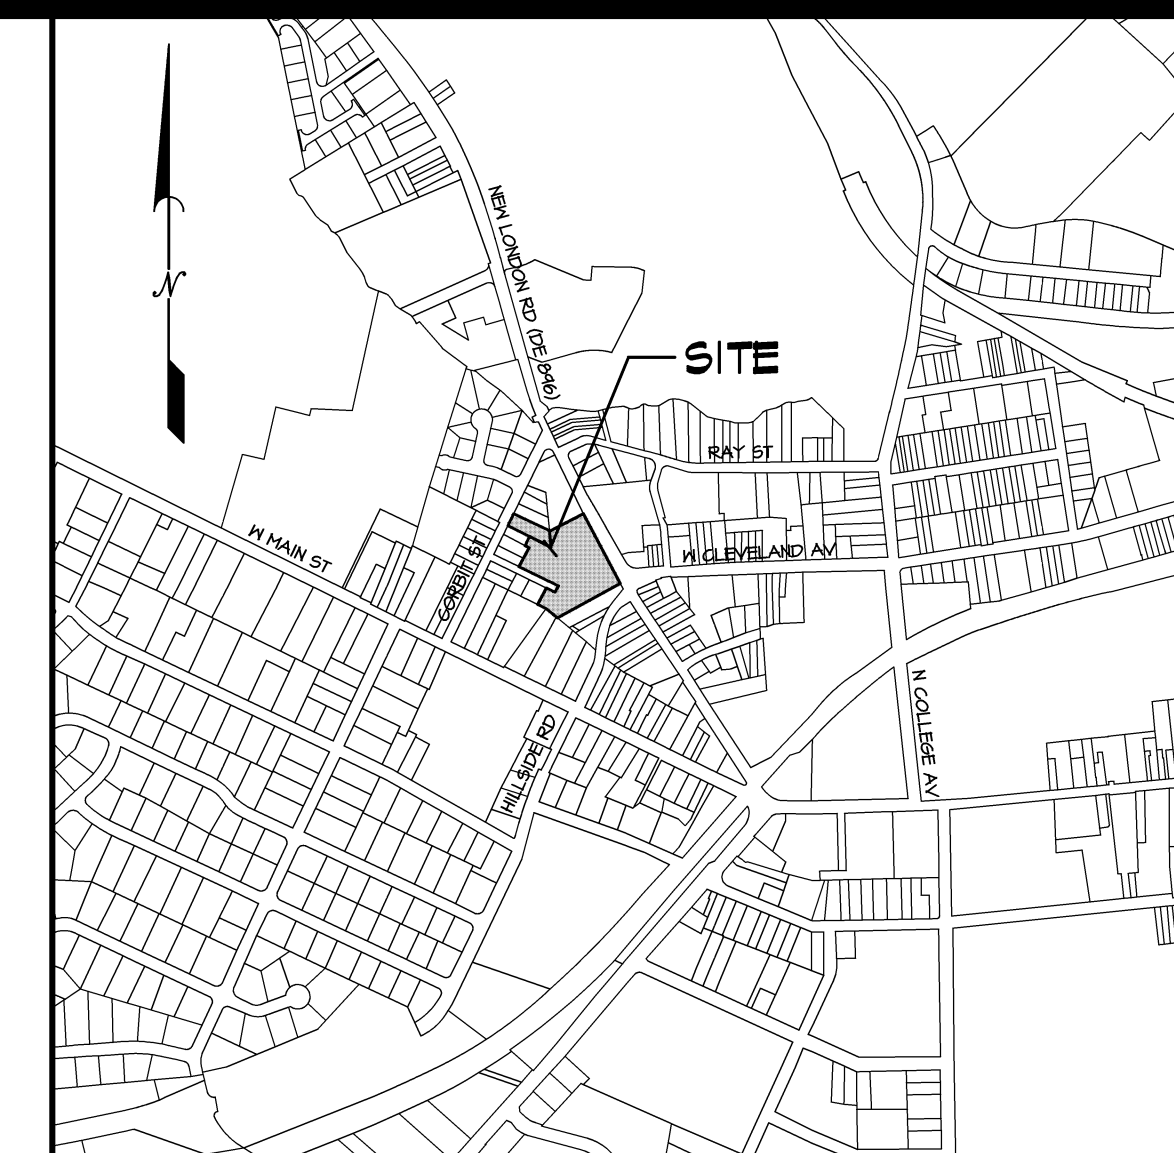 N
NEW LONDON RD (DE 896)
SITE
RAY ST
W MAIN ST
CORBIT ST
W CLEVELAND AV
N COLLEGE AV
HILLSIDE RD